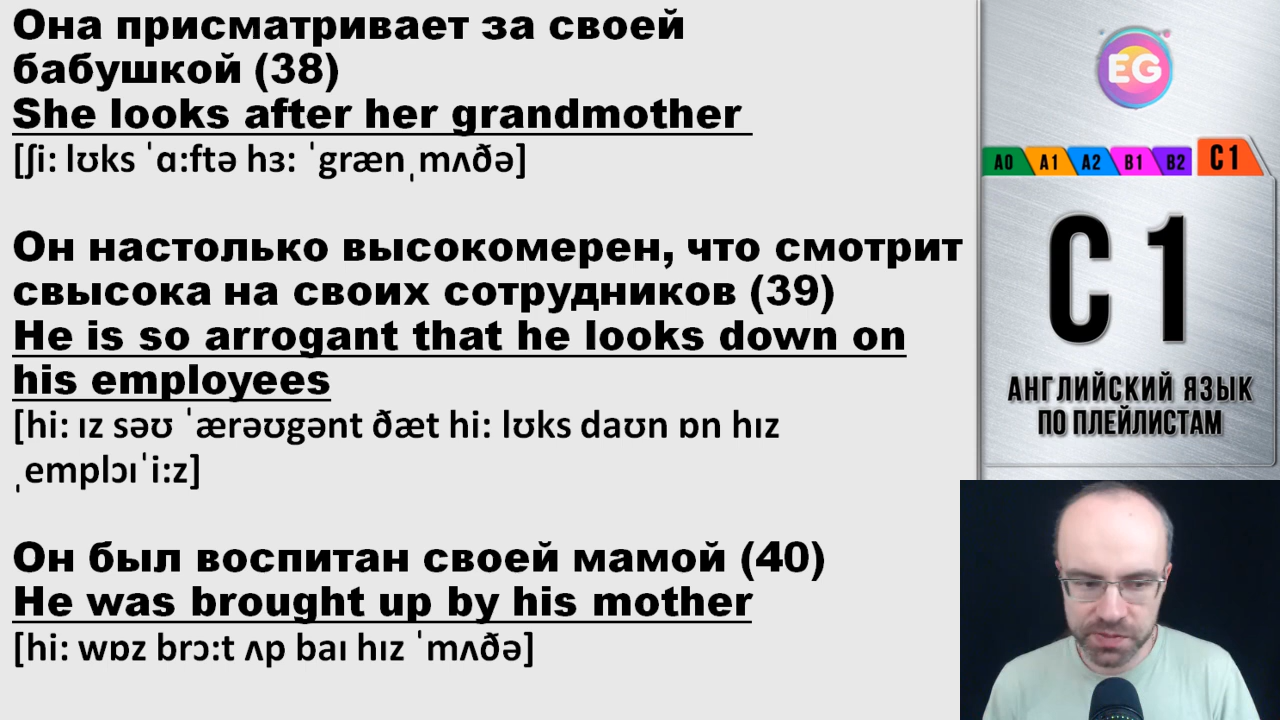 Она присматривает за своей
бабушкой (38)
She looks after her grandmother
[ʃi: lʊks ˈɑ:ftə hɜ: ˈgrænˌmʌðə]
Он настолько высокомерен, что смотрит
свысока на своих сотрудников (39)
He is so arrogant that he looks down on
his employees
[hi: ɪz səʊ ˈærəʊgənt ðæt hi: lʊks daʊn ɒn hɪz
ˌemplɔɪˈi:z]
Он был воспитан своей мамой (40)
He was brought up by his mother
[hi: wɒz brɔ:t ʌp baɪ hɪz ˈmʌðə]
EG
A0 A1 A2 B1 B2 C1
C1
АНГЛИЙСКИЙ ЯЗЫК
ПО ПЛЕЙЛИСТАМ